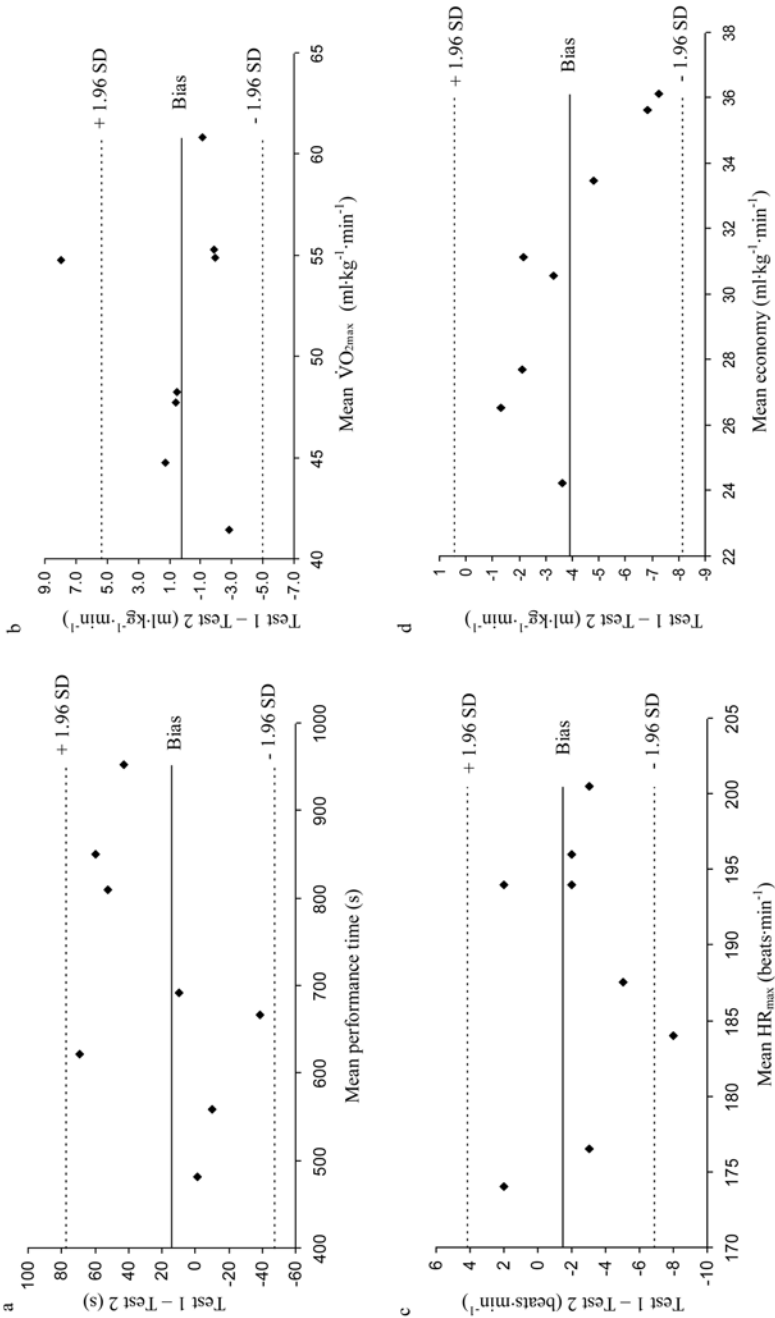 a
Test 1 – Test 2 (s)
100
80
60
40
20
0
-20
-40
-60
400
500
600
700
800
900
1000
Mean performance time (s)
+ 1.96 SD
Bias
- 1.96 SD
b
Test 1 – Test 2 (ml·kg⁻¹·min⁻¹)
9.0
7.0
5.0
3.0
1.0
-1.0
-3.0
-5.0
-7.0
40
45
50
55
60
65
Mean V̇O₂max (ml·kg⁻¹·min⁻¹)
+ 1.96 SD
Bias
- 1.96 SD
c
Test 1 – Test 2 (beats·min⁻¹)
6
4
2
0
-2
-4
-6
-8
-10
170
175
180
185
190
195
200
205
Mean HRmax (beats·min⁻¹)
+ 1.96 SD
Bias
- 1.96 SD
d
Test 1 – Test 2 (ml·kg⁻¹·min⁻¹)
1
0
-1
-2
-3
-4
-5
-6
-7
-8
-9
22
24
26
28
30
32
34
36
38
Mean economy (ml·kg⁻¹·min⁻¹)
+ 1.96 SD
Bias
- 1.96 SD